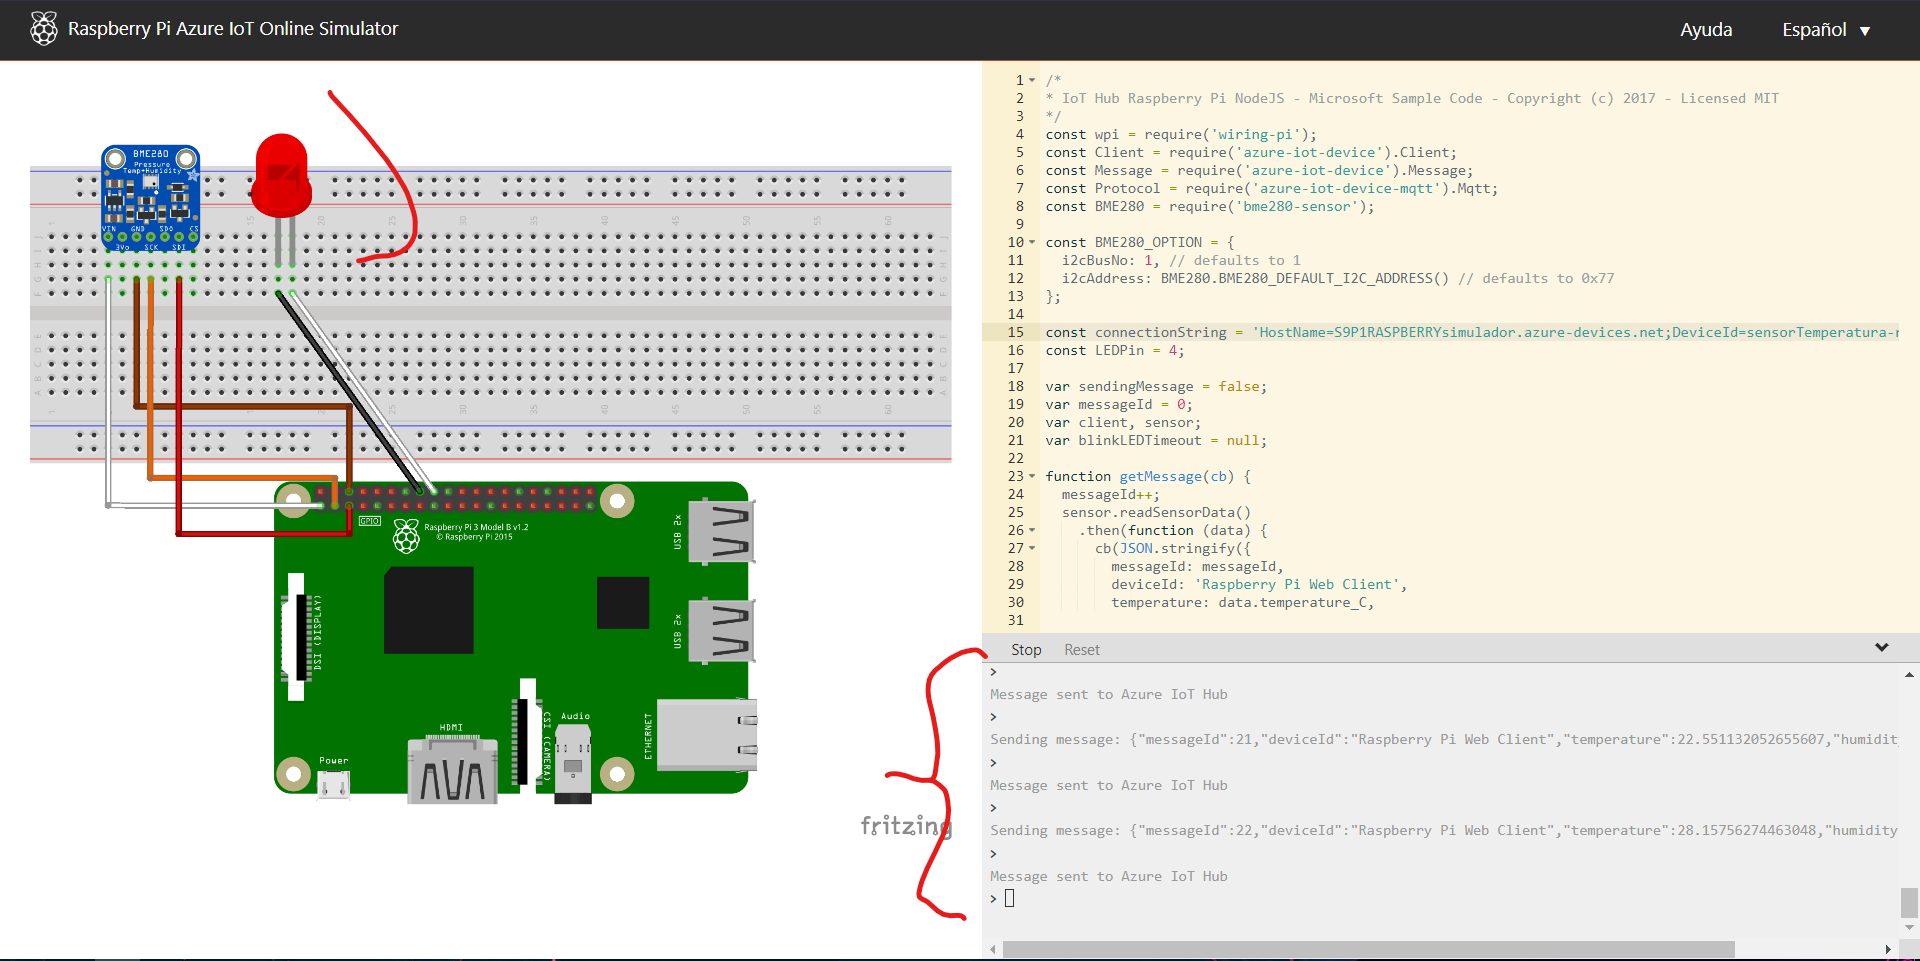 Raspberry Pi Azure IoT Online Simulator
Ayuda
Español ▼
BME280
Pressure
Temp+Humidity
VIN GND SDO CS
3Vo SCK SDI
GPIO
Raspberry Pi 3 Model B v1.2
© Raspberry Pi 2015
USB 2x
USB 2x
DSI (DISPLAY)
CSI (CAMERA)
Audio
HDMI
ETHERNET
Power
fritzing
1 /*
2 * IoT Hub Raspberry Pi NodeJS - Microsoft Sample Code - Copyright (c) 2017 - Licensed MIT
3 */
4 const wpi = require('wiring-pi');
5 const Client = require('azure-iot-device').Client;
6 const Message = require('azure-iot-device').Message;
7 const Protocol = require('azure-iot-device-mqtt').Mqtt;
8 const BME280 = require('bme280-sensor');
9
10 const BME280_OPTION = {
11 i2cBusNo: 1, // defaults to 1
12 i2cAddress: BME280.BME280_DEFAULT_I2C_ADDRESS() // defaults to 0x77
13 };
14
15 const connectionString = 'HostName=S9P1RASPBERRYsimulador.azure-devices.net;DeviceId=sensorTemperatura-r
16 const LEDPin = 4;
17
18 var sendingMessage = false;
19 var messageId = 0;
20 var client, sensor;
21 var blinkLEDTimeout = null;
22
23 function getMessage(cb) {
24 messageId++;
25 sensor.readSensorData()
26 .then(function (data) {
27 cb(JSON.stringify({
28 messageId: messageId,
29 deviceId: 'Raspberry Pi Web Client',
30 temperature: data.temperature_C,
31
Stop Reset
>
Message sent to Azure IoT Hub
>
Sending message: {"messageId":21,"deviceId":"Raspberry Pi Web Client","temperature":22.551132052655607,"humidit
>
Message sent to Azure IoT Hub
>
Sending message: {"messageId":22,"deviceId":"Raspberry Pi Web Client","temperature":28.15756274463048,"humidity
>
Message sent to Azure IoT Hub
>